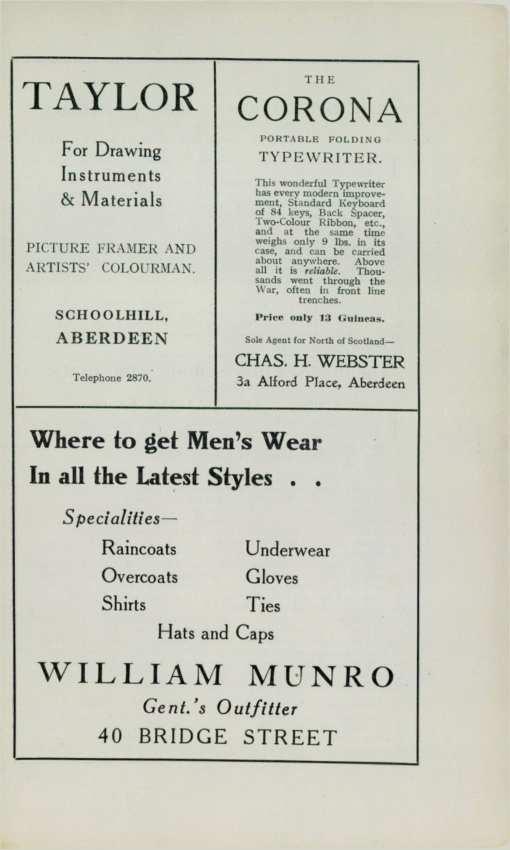 TAYLOR
For Drawing
Instruments
& Materials
PICTURE FRAMER AND
ARTISTS' COLOURMAN.
SCHOOLHILL,
ABERDEEN
Telephone 2870.
THE
CORONA
PORTABLE FOLDING
TYPEWRITER.
This wonderful Typewriter
has every modern improve-
ment, Standard Keyboard
of 84 keys, Back Spacer,
Two-Colour Ribbon, etc.,
and at the same time
weighs only 9 lbs. in its
case, and can be carried
about anywhere. Above
all it is reliable. Thou-
sands went through the
War, often in front line
trenches.
Price only 13 Guineas.
Sole Agent for North of Scotland—
CHAS. H. WEBSTER
3a Alford Place, Aberdeen
Where to get Men's Wear
In all the Latest Styles . .
Specialities—
Raincoats Underwear
Overcoats Gloves
Shirts Ties
Hats and Caps
WILLIAM MUNRO
Gent.'s Outfitter
40 BRIDGE STREET